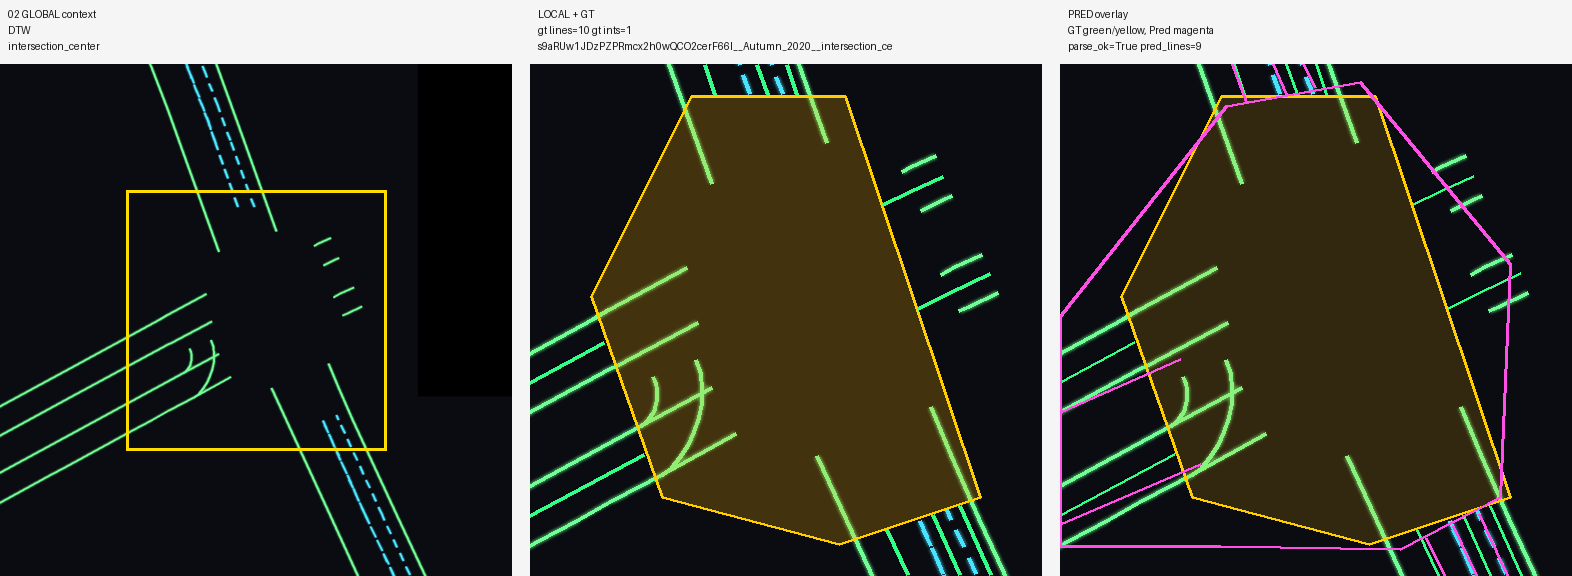 02 GLOBAL context
DTW
intersection_center
LOCAL + GT
gt lines=10 gt ints=1
s9aRUw1JDzPZPRmcx2h0wQCO2cerF66I__Autumn_2020__intersection_ce
PRED overlay
GT green/yellow, Pred magenta
parse_ok=True pred_lines=9